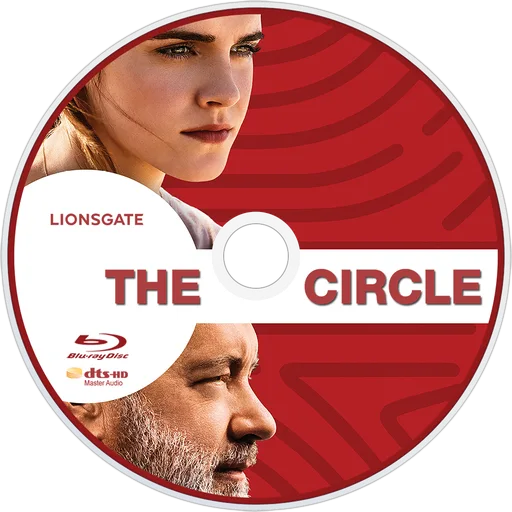 LIONSGATE
THE CIRCLE
Blu-ray Disc
dts-HD
Master Audio